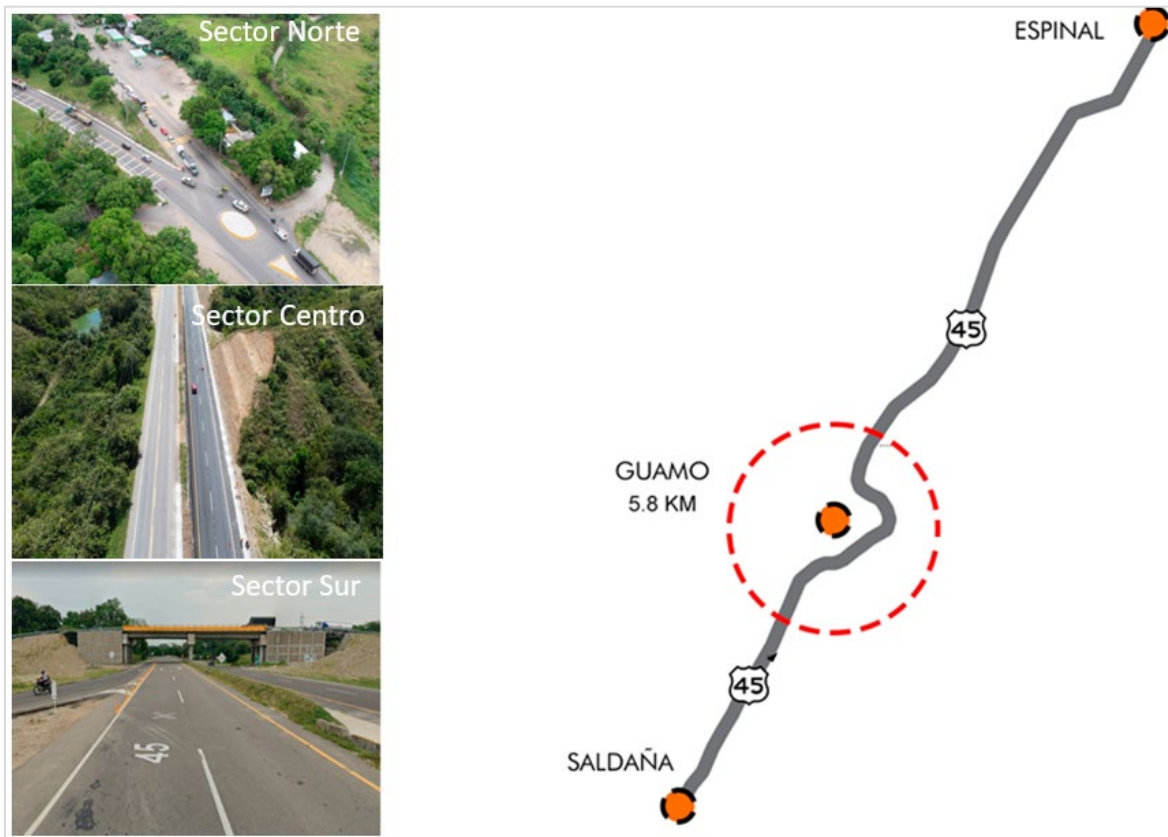 Sector Norte
Sector Centro
Sector Sur
45
ESPINAL
45
GUAMO
5.8 KM
45
SALDAÑA